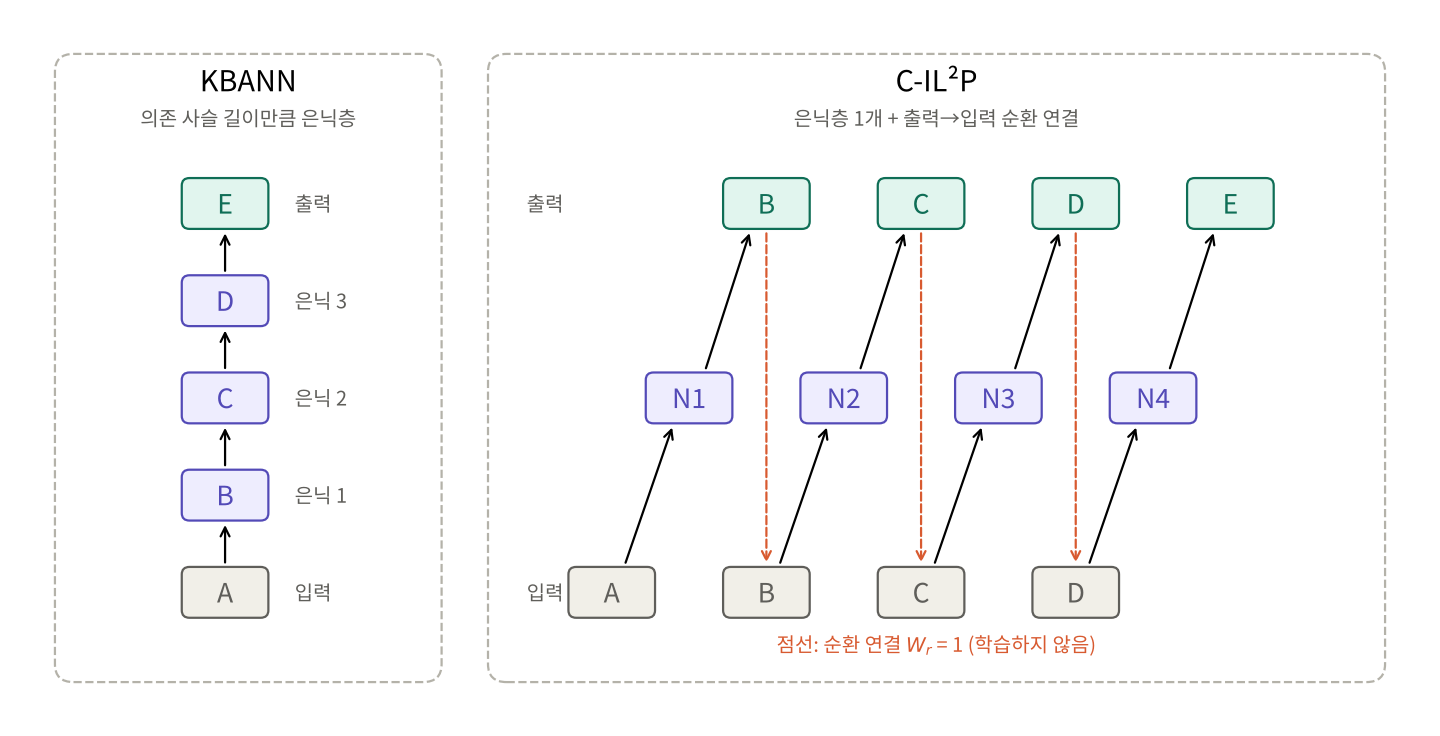 KBANN
의존 사슬 길이만큼 은닉층
E 출력
D 은닉 3
C 은닉 2
B 은닉 1
A 입력
C-IL²P
은닉층 1개 + 출력→입력 순환 연결
출력 B C D E
N1 N2 N3 N4
입력 A B C D
점선: 순환 연결 Wᵣ = 1 (학습하지 않음)